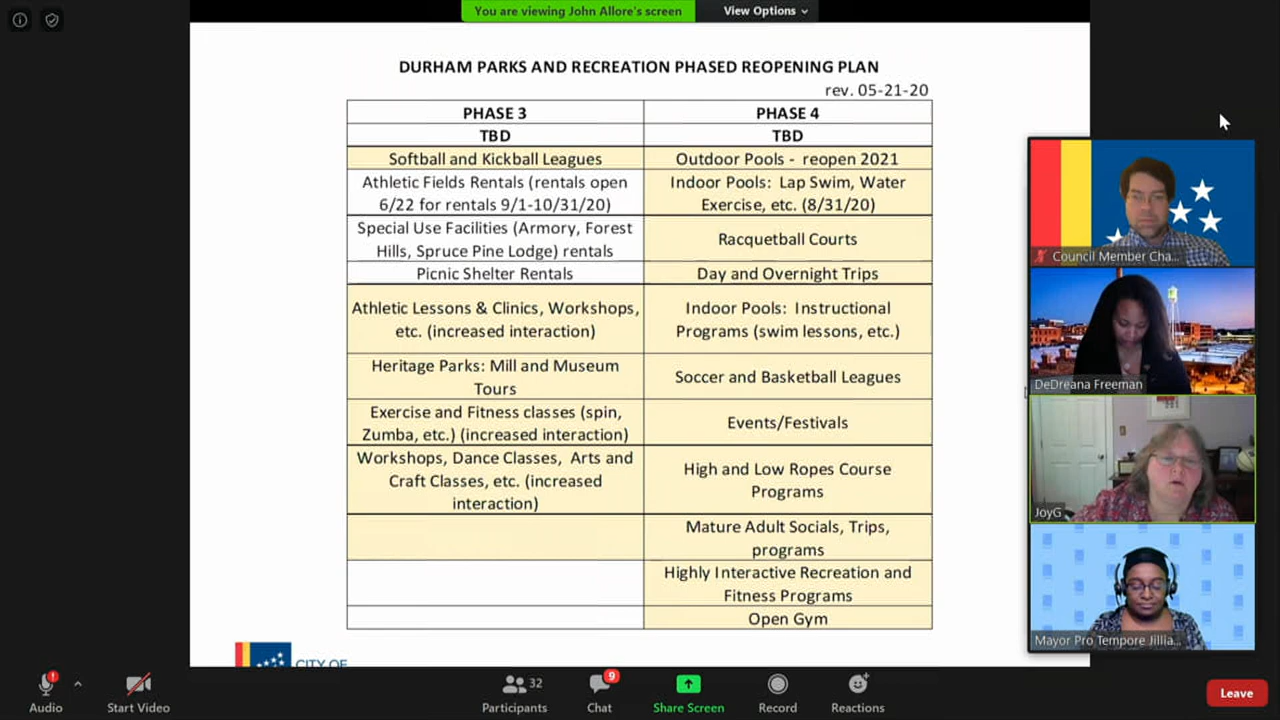 You are viewing John Allore's screen
View Options
DURHAM PARKS AND RECREATION PHASED REOPENING PLAN
rev. 05-21-20
PHASE 3
PHASE 4
TBD
TBD
Softball and Kickball Leagues
Outdoor Pools - reopen 2021
Athletic Fields Rentals (rentals open
6/22 for rentals 9/1-10/31/20)
Indoor Pools: Lap Swim, Water
Exercise, etc. (8/31/20)
Special Use Facilities (Armory, Forest
Hills, Spruce Pine Lodge) rentals
Racquetball Courts
Picnic Shelter Rentals
Day and Overnight Trips
Athletic Lessons & Clinics, Workshops,
etc. (increased interaction)
Indoor Pools: Instructional
Programs (swim lessons, etc.)
Heritage Parks: Mill and Museum
Tours
Soccer and Basketball Leagues
Exercise and Fitness classes (spin,
Zumba, etc.) (increased interaction)
Events/Festivals
Workshops, Dance Classes, Arts and
Craft Classes, etc. (increased
interaction)
High and Low Ropes Course
Programs
Mature Adult Socials, Trips,
programs
Highly Interactive Recreation and
Fitness Programs
Open Gym
CITY OF
Council Member Cha...
DeDreana Freeman
JoyG
Mayor Pro Tempore Jillia...
Audio
Start Video
32
Participants
9
Chat
Share Screen
Record
Reactions
Leave